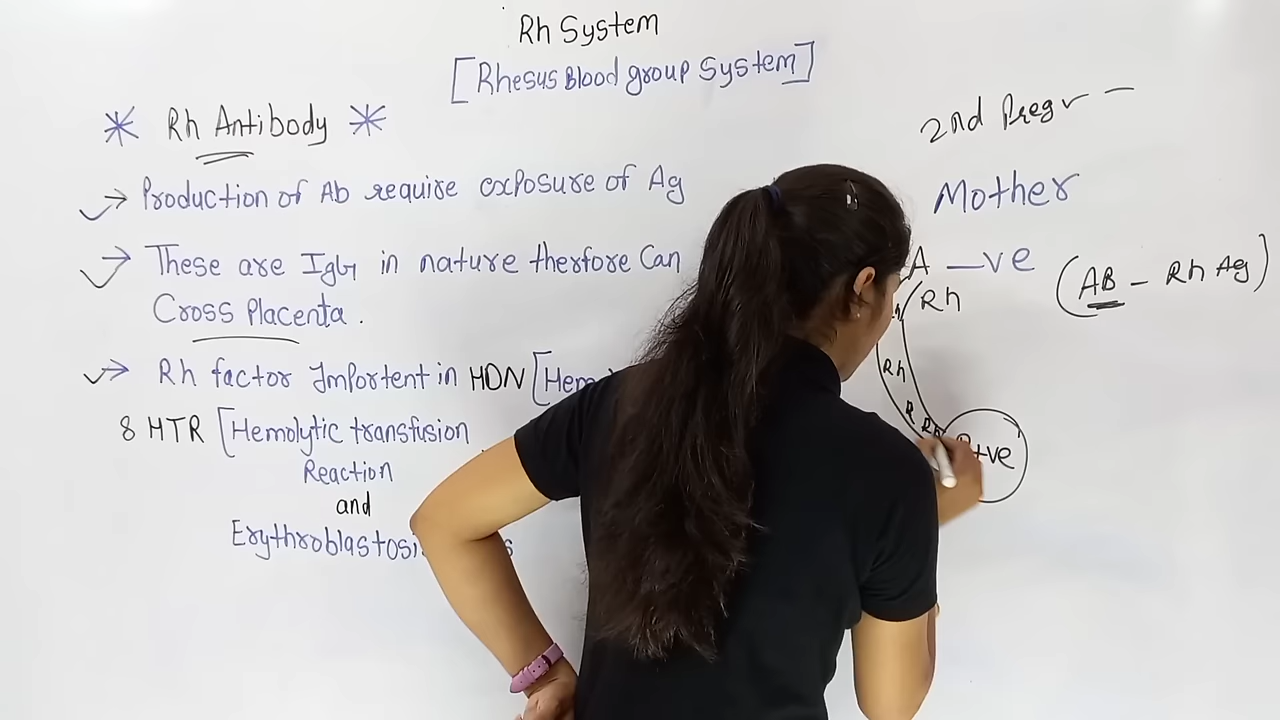 Rh System
[Rhesus Blood group System]
* Rh Antibody *
→ Production of Ab require exposure of Ag
→ These are IgG in nature therfore Can
Cross Placenta.
→ Rh factor Importent in HDN [Hem
& HTR [Hemolytic transfusion
Reaction
and
Erythroblastosi
2nd Preg
Mother
A -ve (AB - Rh Ag)
Rh
Rh
R
Rh
+ve